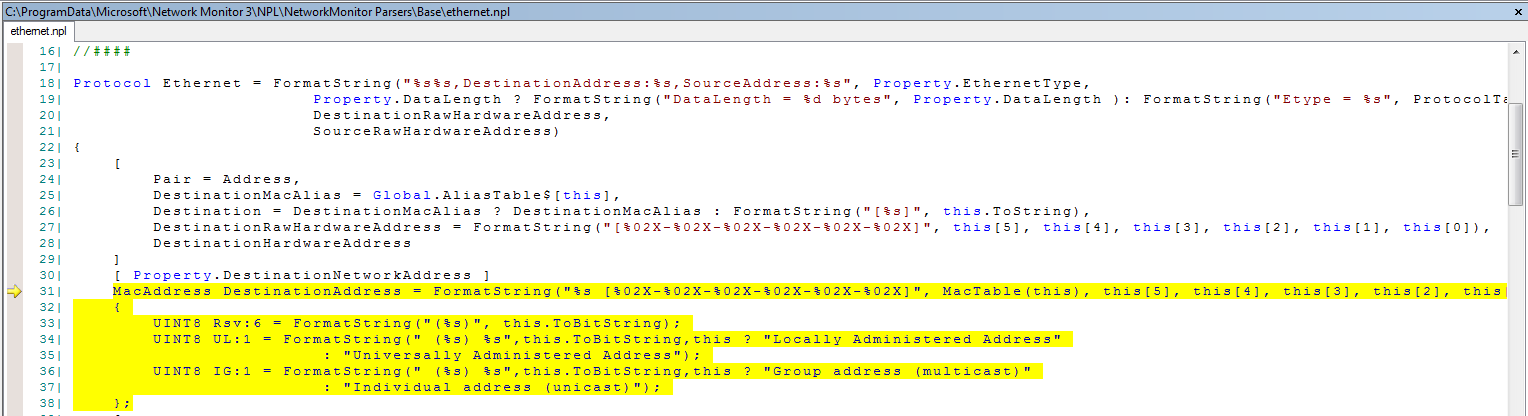 C:\ProgramData\Microsoft\Network Monitor 3\NPL\NetworkMonitor Parsers\Base\ethernet.npl
ethernet.npl
16| //####
17|
18| Protocol Ethernet = FormatString("%s%s,DestinationAddress:%s,SourceAddress:%s", Property.EthernetType,
19| Property.DataLength ? FormatString("DataLength = %d bytes", Property.DataLength ): FormatString("Etype = %s", ProtocolTa
20| DestinationRawHardwareAddress,
21| SourceRawHardwareAddress)
22| {
23| [
24| Pair = Address,
25| DestinationMacAlias = Global.AliasTable$[this],
26| Destination = DestinationMacAlias ? DestinationMacAlias : FormatString("[%s]", this.ToString),
27| DestinationRawHardwareAddress = FormatString("[%02X-%02X-%02X-%02X-%02X-%02X]", this[5], this[4], this[3], this[2], this[1], this[0]),
28| DestinationHardwareAddress
29| ]
30| [ Property.DestinationNetworkAddress ]
31| MacAddress DestinationAddress = FormatString("%s [%02X-%02X-%02X-%02X-%02X-%02X]", MacTable(this), this[5], this[4], this[3], this[2], this[
32| {
33| UINT8 Rsv:6 = FormatString("(%s)", this.ToBitString);
34| UINT8 UL:1 = FormatString(" (%s) %s",this.ToBitString,this ? "Locally Administered Address"
35| : "Universally Administered Address");
36| UINT8 IG:1 = FormatString(" (%s) %s",this.ToBitString,this ? "Group address (multicast)"
37| : "Individual address (unicast)");
38| };